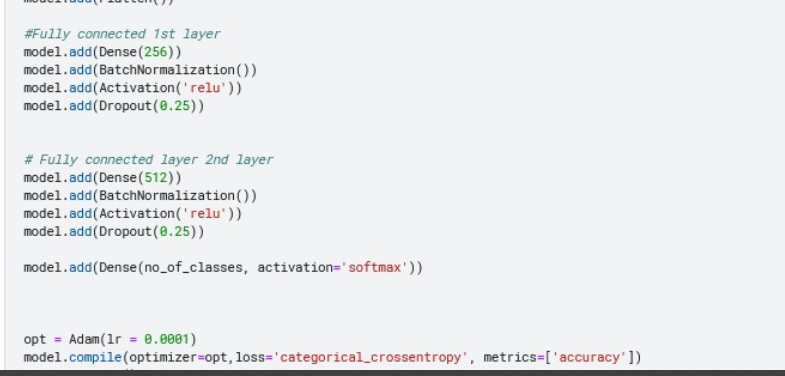 model.add(Flatten())
#Fully connected 1st layer
model.add(Dense(256))
model.add(BatchNormalization())
model.add(Activation('relu'))
model.add(Dropout(0.25))
# Fully connected layer 2nd layer
model.add(Dense(512))
model.add(BatchNormalization())
model.add(Activation('relu'))
model.add(Dropout(0.25))
model.add(Dense(no_of_classes, activation='softmax'))
opt = Adam(lr = 0.0001)
model.compile(optimizer=opt,loss='categorical_crossentropy', metrics=['accuracy'])